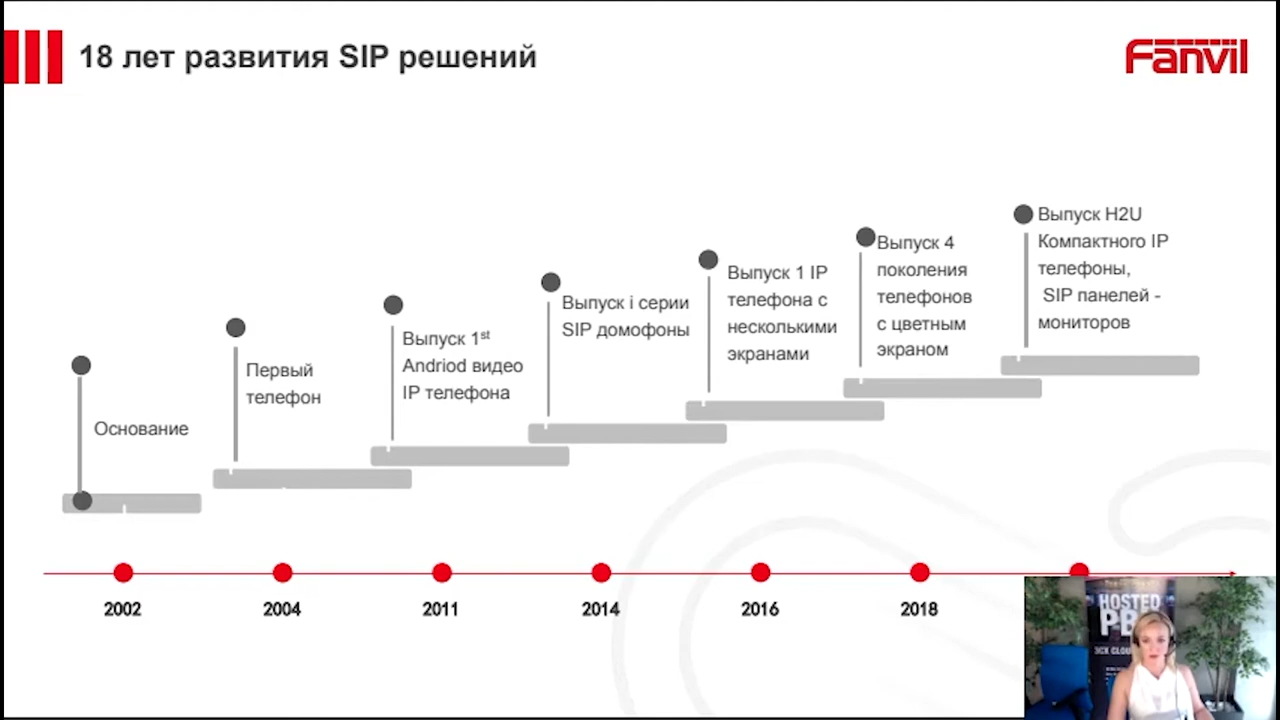 18 лет развития SIP решений
Fanvil
Основание
Первый
телефон
Выпуск 1st
Andriod видео
IP телефона
Выпуск i серии
SIP домофоны
Выпуск 1 IP
телефона с
несколькими
экранами
Выпуск 4
поколения
телефонов
с цветным
экраном
Выпуск H2U
Компактного IP
телефоны,
SIP панелей -
мониторов
2002
2004
2011
2014
2016
2018
HOSTED
3CX CLOU